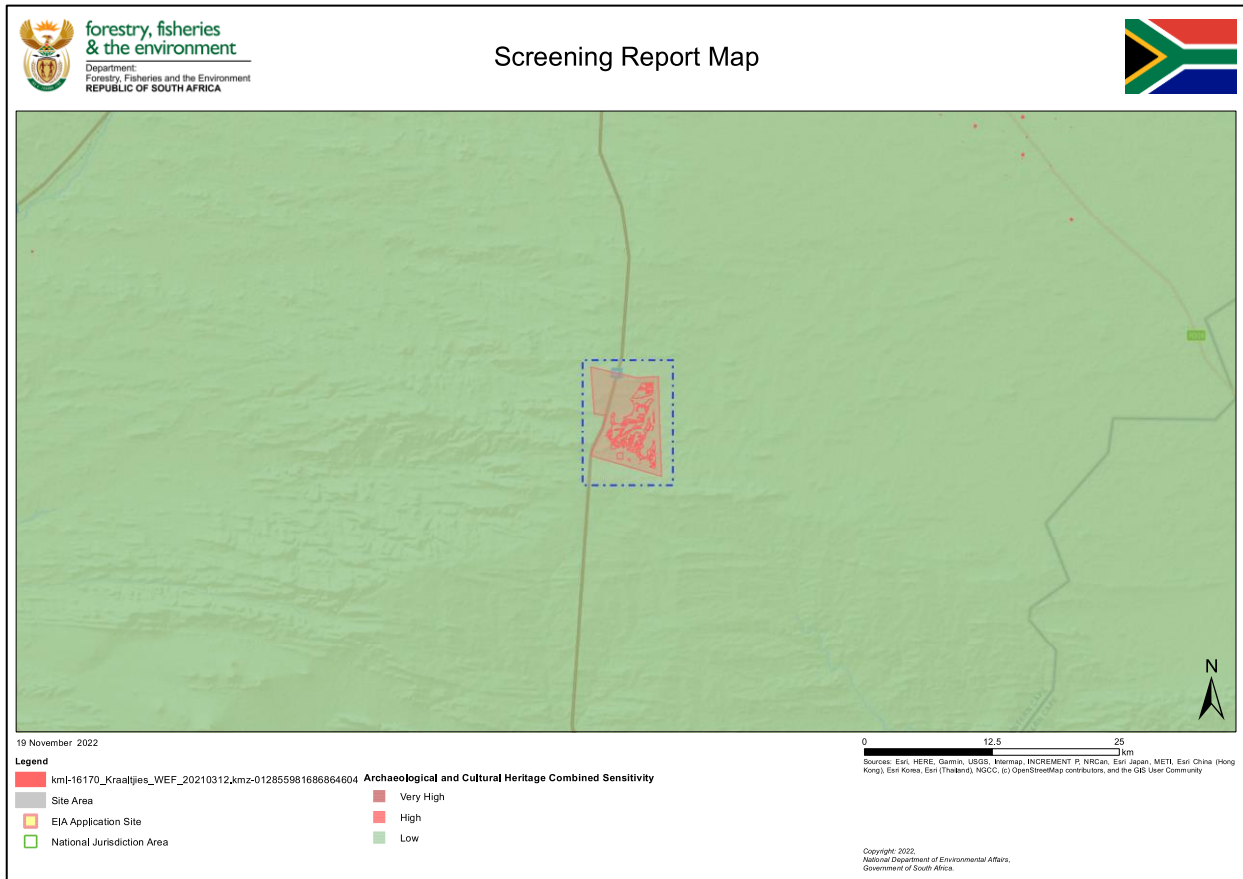 forestry, fisheries
& the environment
Department:
Forestry, Fisheries and the Environment
REPUBLIC OF SOUTH AFRICA
Screening Report Map
N
19 November 2022
0 12.5 25
km
Legend
kml-16170_Kraaltjies_WEF_20210312.kmz-012855981686864604
Site Area
EIA Application Site
National Jurisdiction Area
Archaeological and Cultural Heritage Combined Sensitivity
Very High
High
Low
Sources: Esri, HERE, Garmin, USGS, Intermap, INCREMENT P, NRCan, Esri Japan, METI, Esri China (Hong
Kong), Esri Korea, Esri (Thailand), NGCC, (c) OpenStreetMap contributors, and the GIS User Community
Copyright: 2022,
National Department of Environmental Affairs,
Government of South Africa.